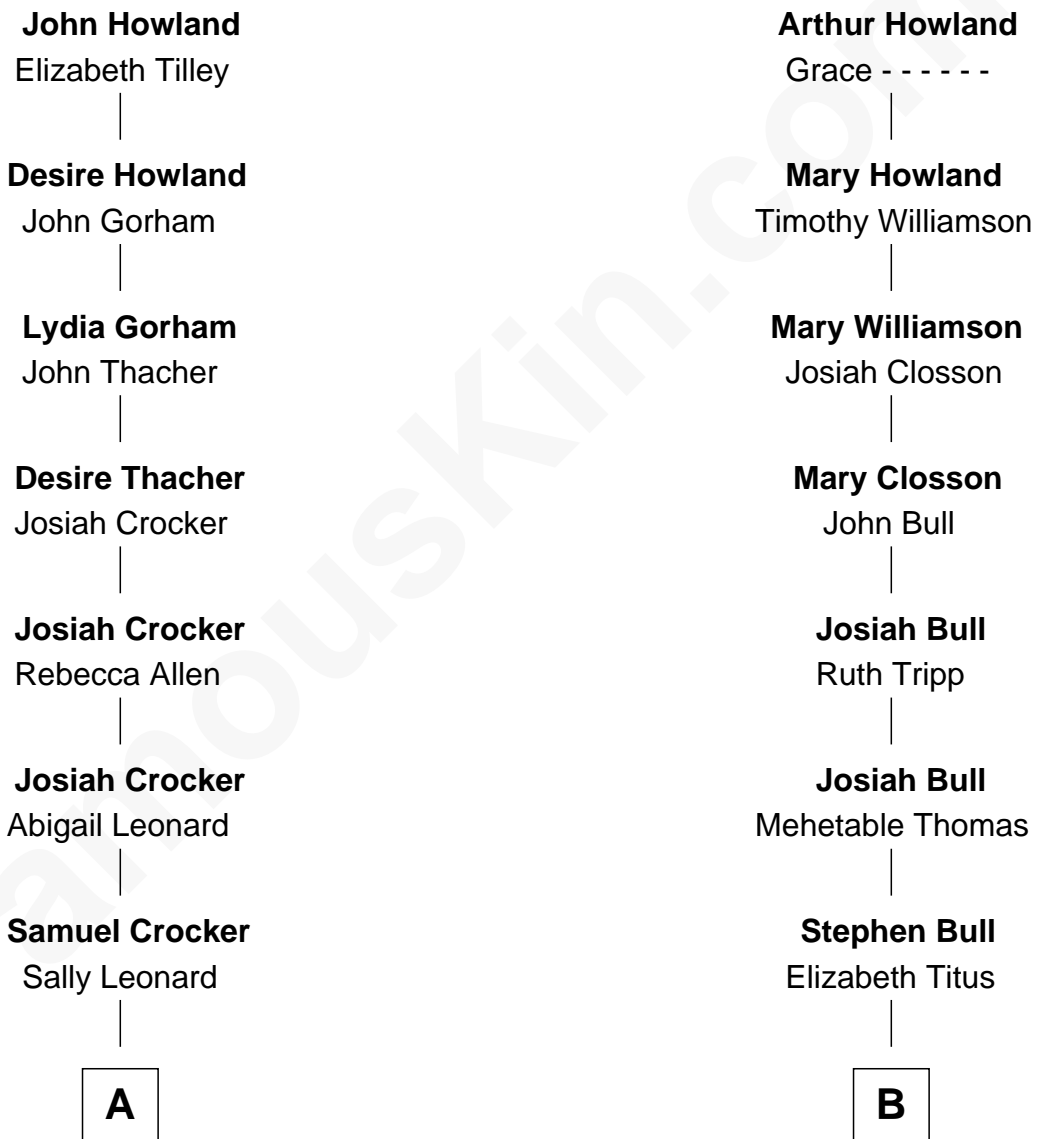 John Howland
Elizabeth Tilley
Desire Howland
John Gorham
Lydia Gorham
John Thacher
Desire Thacher
Josiah Crocker
Josiah Crocker
Rebecca Allen
Josiah Crocker
Abigail Leonard
Samuel Crocker
Sally Leonard
A
Arthur Howland
Grace - - - - - -
Mary Howland
Timothy Williamson
Mary Williamson
Josiah Closson
Mary Closson
John Bull
Josiah Bull
Ruth Tripp
Josiah Bull
Mehetable Thomas
Stephen Bull
Elizabeth Titus
B
amouskin.com